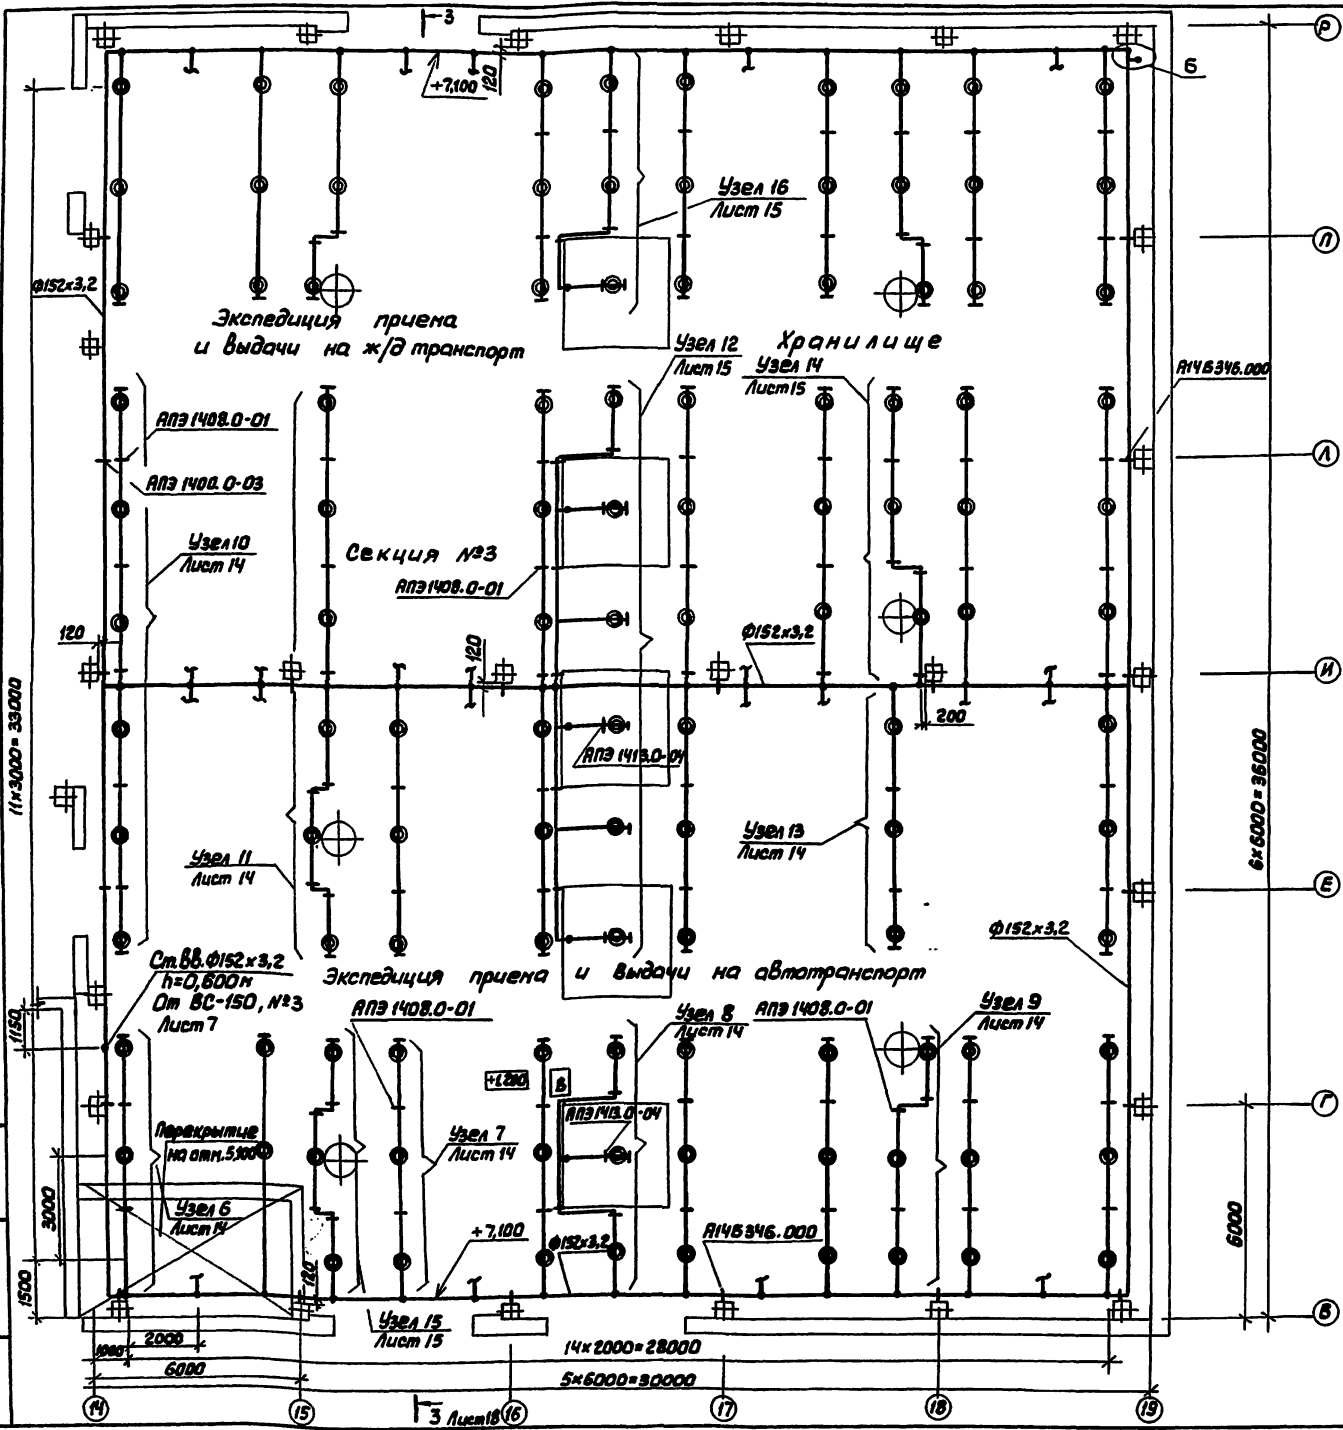 3
Р
+7,100
120
6
Узел 16
Лист 15
П
Ф152х3,2
Экспедиция приема
и выдачи на ж/д транспорт
Хранилище
Узел 12
Лист 15
Узел 14
Лист 15
А14Б346.000
АПЭ 1408.0-01
Л
АПЭ 1400.0-03
Узел 10
Лист 14
Секция №3
АПЭ 1408.0-01
120
120
Ф152х3,2
И
200
11х3000=33000
6х6000=36000
АПЭ 1413.0-04
Узел 11
Лист 14
Узел 13
Лист 14
Е
Ф152х3,2
Ст.вв.Ф152х3,2
h=0,600м
От ВС-150, №3
Лист 7
Экспедиция приема и выдачи на автотранспорт
1150
АПЭ 1408.0-01
Узел 8
Лист 14
АПЭ 1408.0-01
Узел 9
Лист 14
+1.200
В
Г
АПЭ 1413.0-04
Перекрытие
на отм. 5,100
Узел 7
Лист 14
3000
Узел 6
Лист 14
+7,100
Ф152х3,2
А14Б346.000
6000
1500
120
Узел 15
Лист 15
В
2000
1000
14х2000=28000
6000
5х6000=30000
14
15
3 Лист 18
16
17
18
19